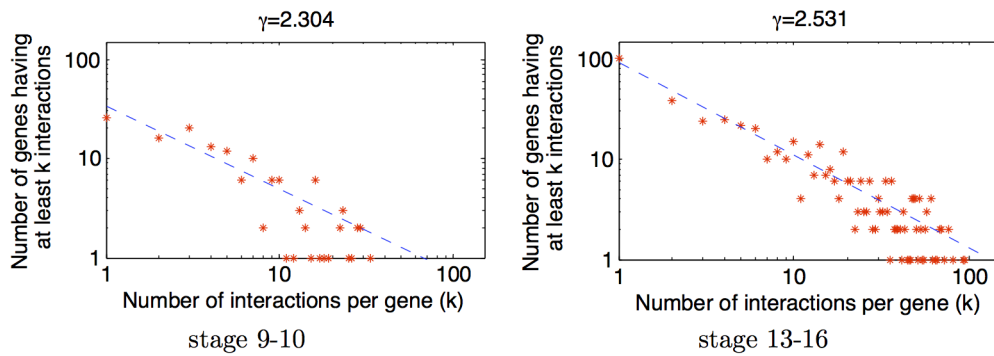 γ=2.304
Number of genes having
at least k interactions
100
10
1
1
10
100
Number of interactions per gene (k)
stage 9-10
γ=2.531
Number of genes having
at least k interactions
100
10
1
1
10
100
Number of interactions per gene (k)
stage 13-16